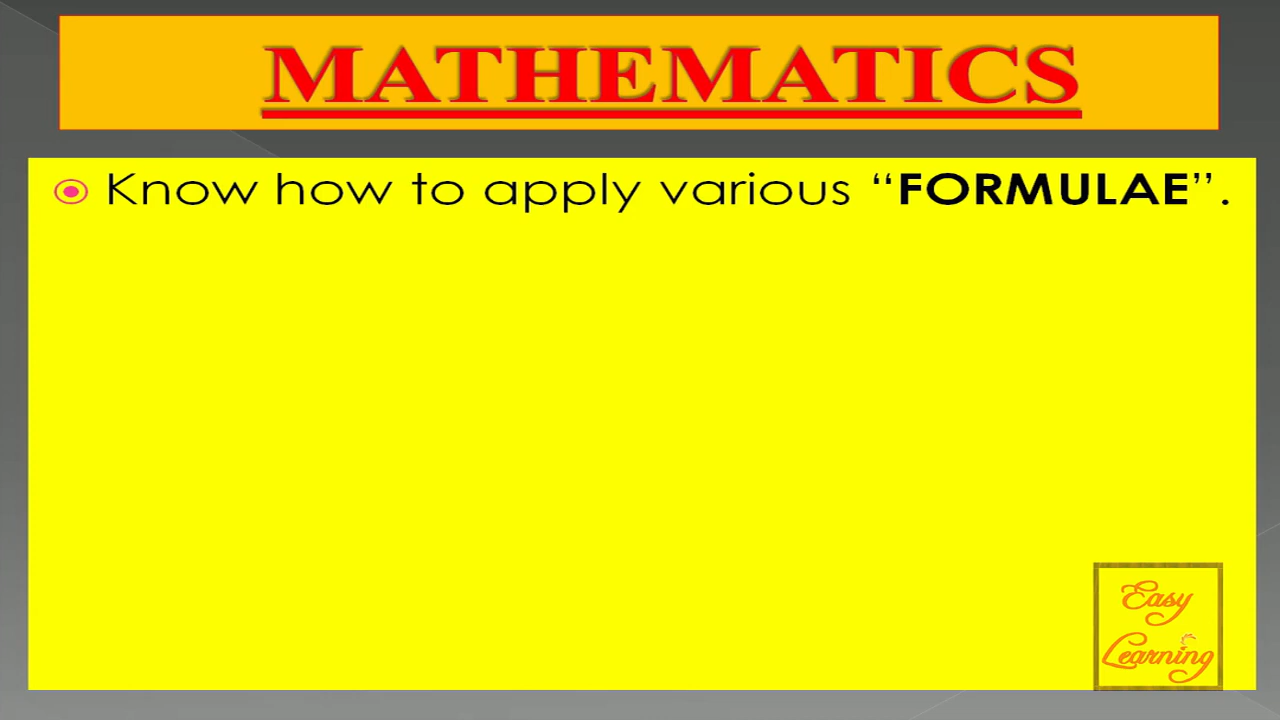 MATHEMATICS
Know how to apply various “FORMULAE”.
Easy
Learning